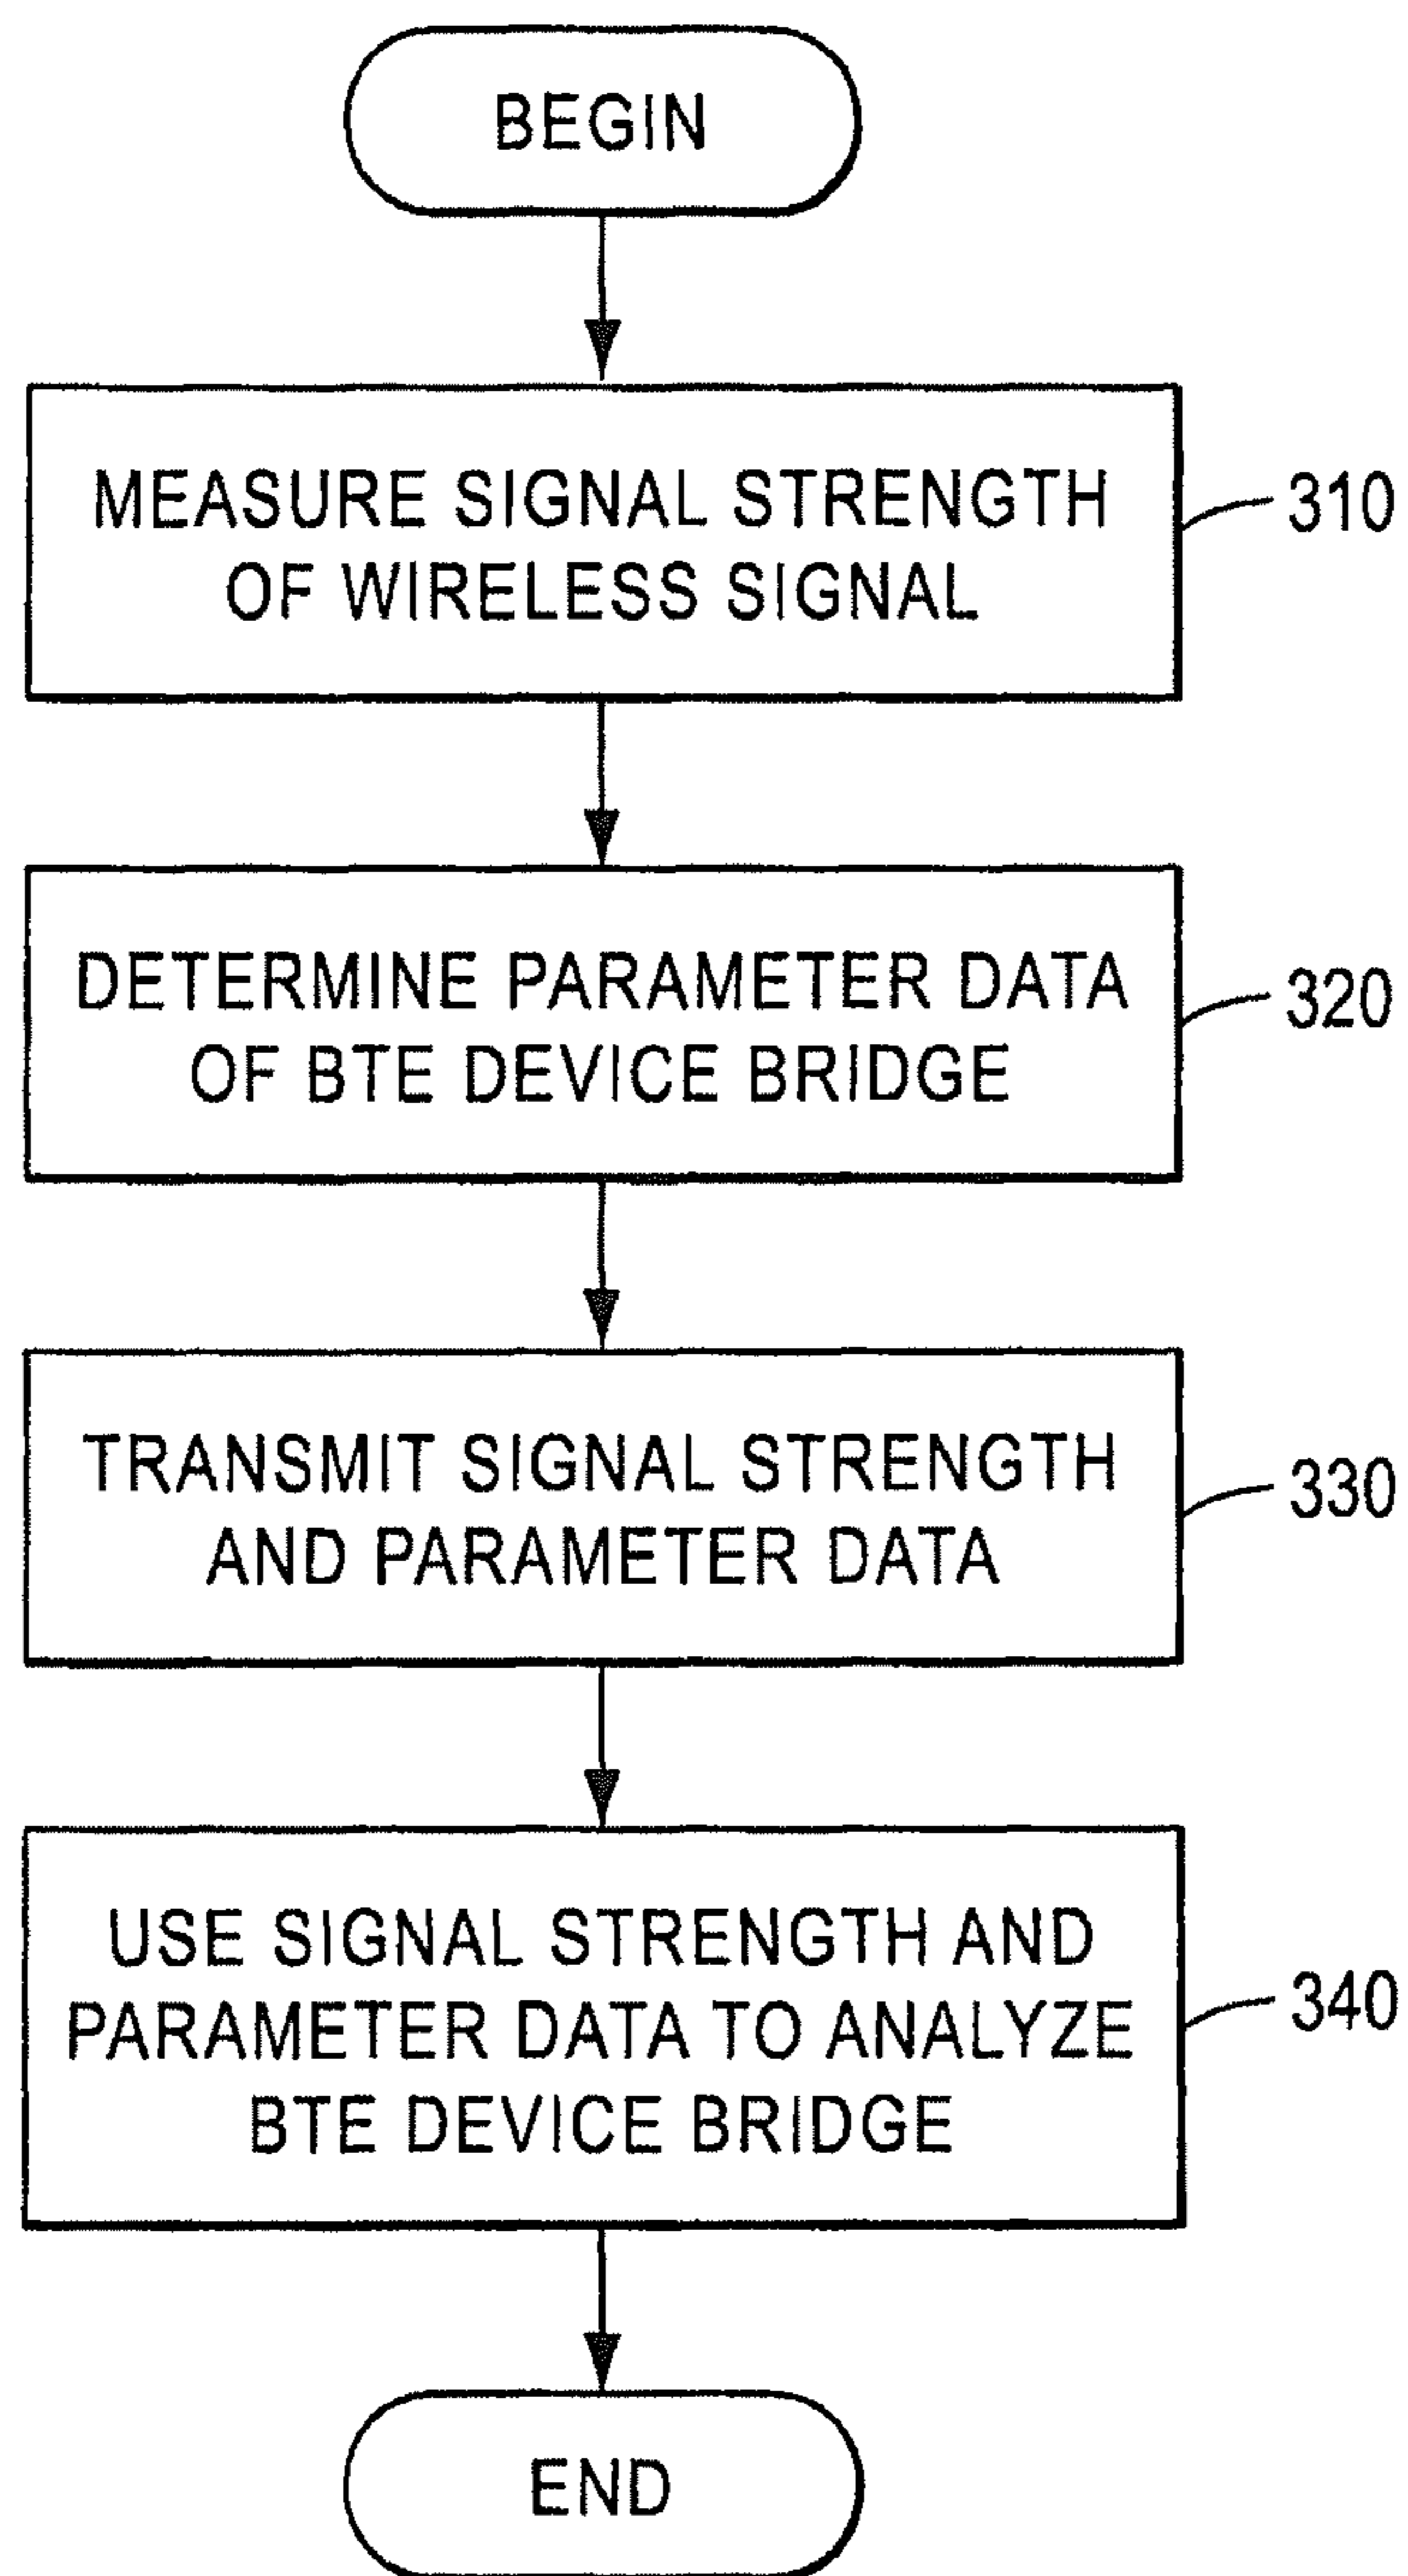 BEGIN
MEASURE SIGNAL STRENGTH
OF WIRELESS SIGNAL
310
DETERMINE PARAMETER DATA
OF BTE DEVICE BRIDGE
320
TRANSMIT SIGNAL STRENGTH
AND PARAMETER DATA
330
USE SIGNAL STRENGTH AND
PARAMETER DATA TO ANALYZE
BTE DEVICE BRIDGE
340
END